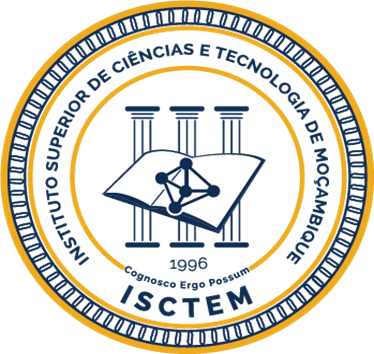 INSTITUTO SUPERIOR DE CIÊNCIAS E TECNOLOGIA DE MOÇAMBIQUE
1996
Cognosco Ergo Possum
ISCTEM